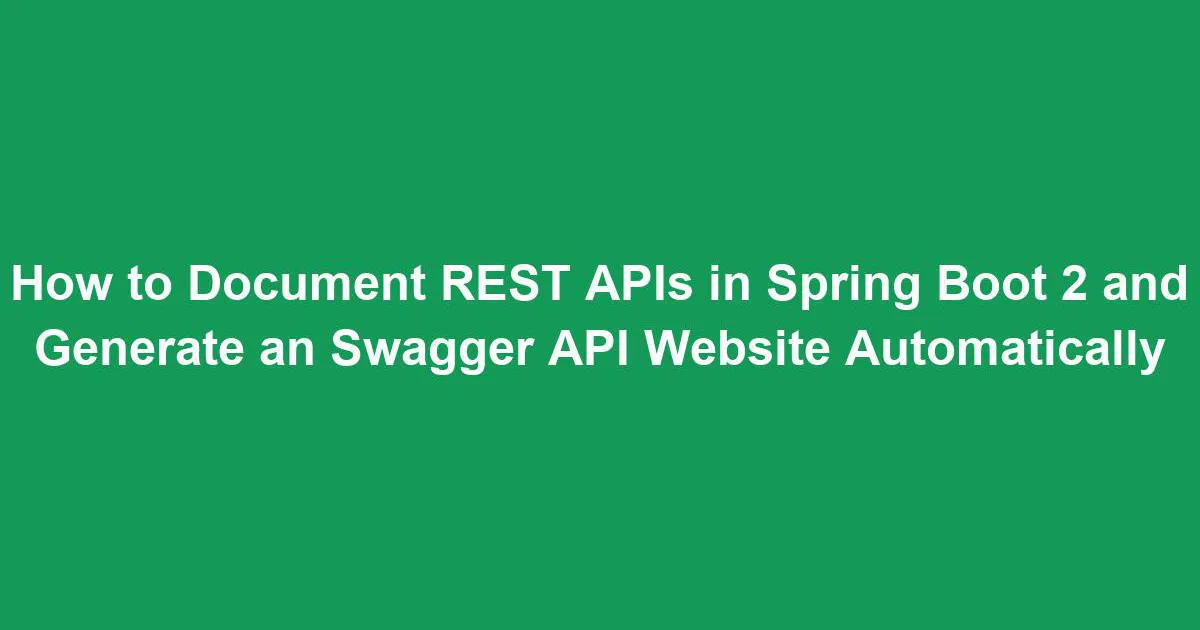 How to Document REST APIs in Spring Boot 2 and
Generate an Swagger API Website Automatically